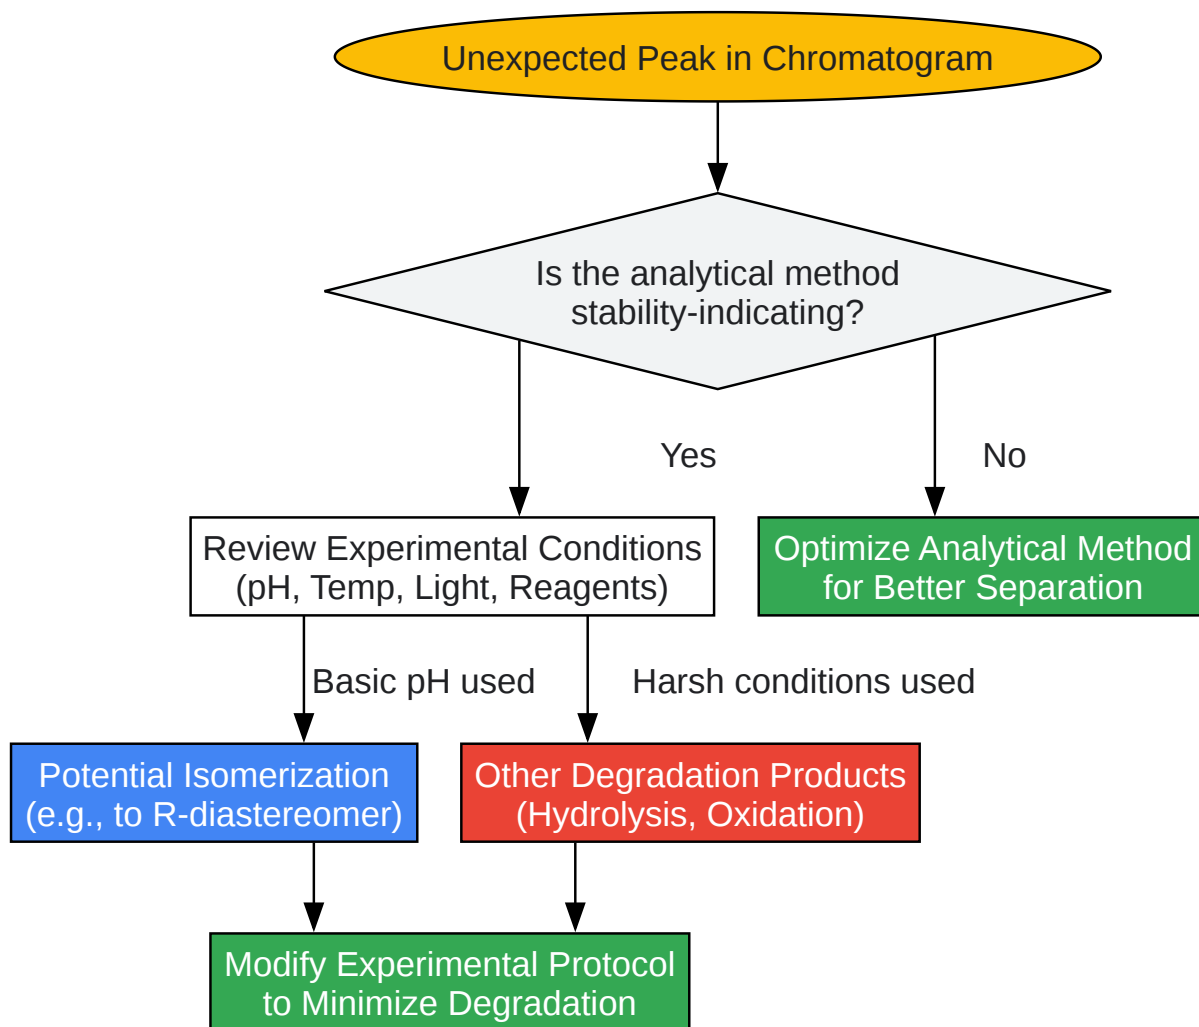 Unexpected Peak in Chromatogram
Is the analytical method
stability-indicating?
Yes
No
Review Experimental Conditions
(pH, Temp, Light, Reagents)
Optimize Analytical Method
for Better Separation
Basic pH used
Harsh conditions used
Potential Isomerization
(e.g., to R-diastereomer)
Other Degradation Products
(Hydrolysis, Oxidation)
Modify Experimental Protocol
to Minimize Degradation